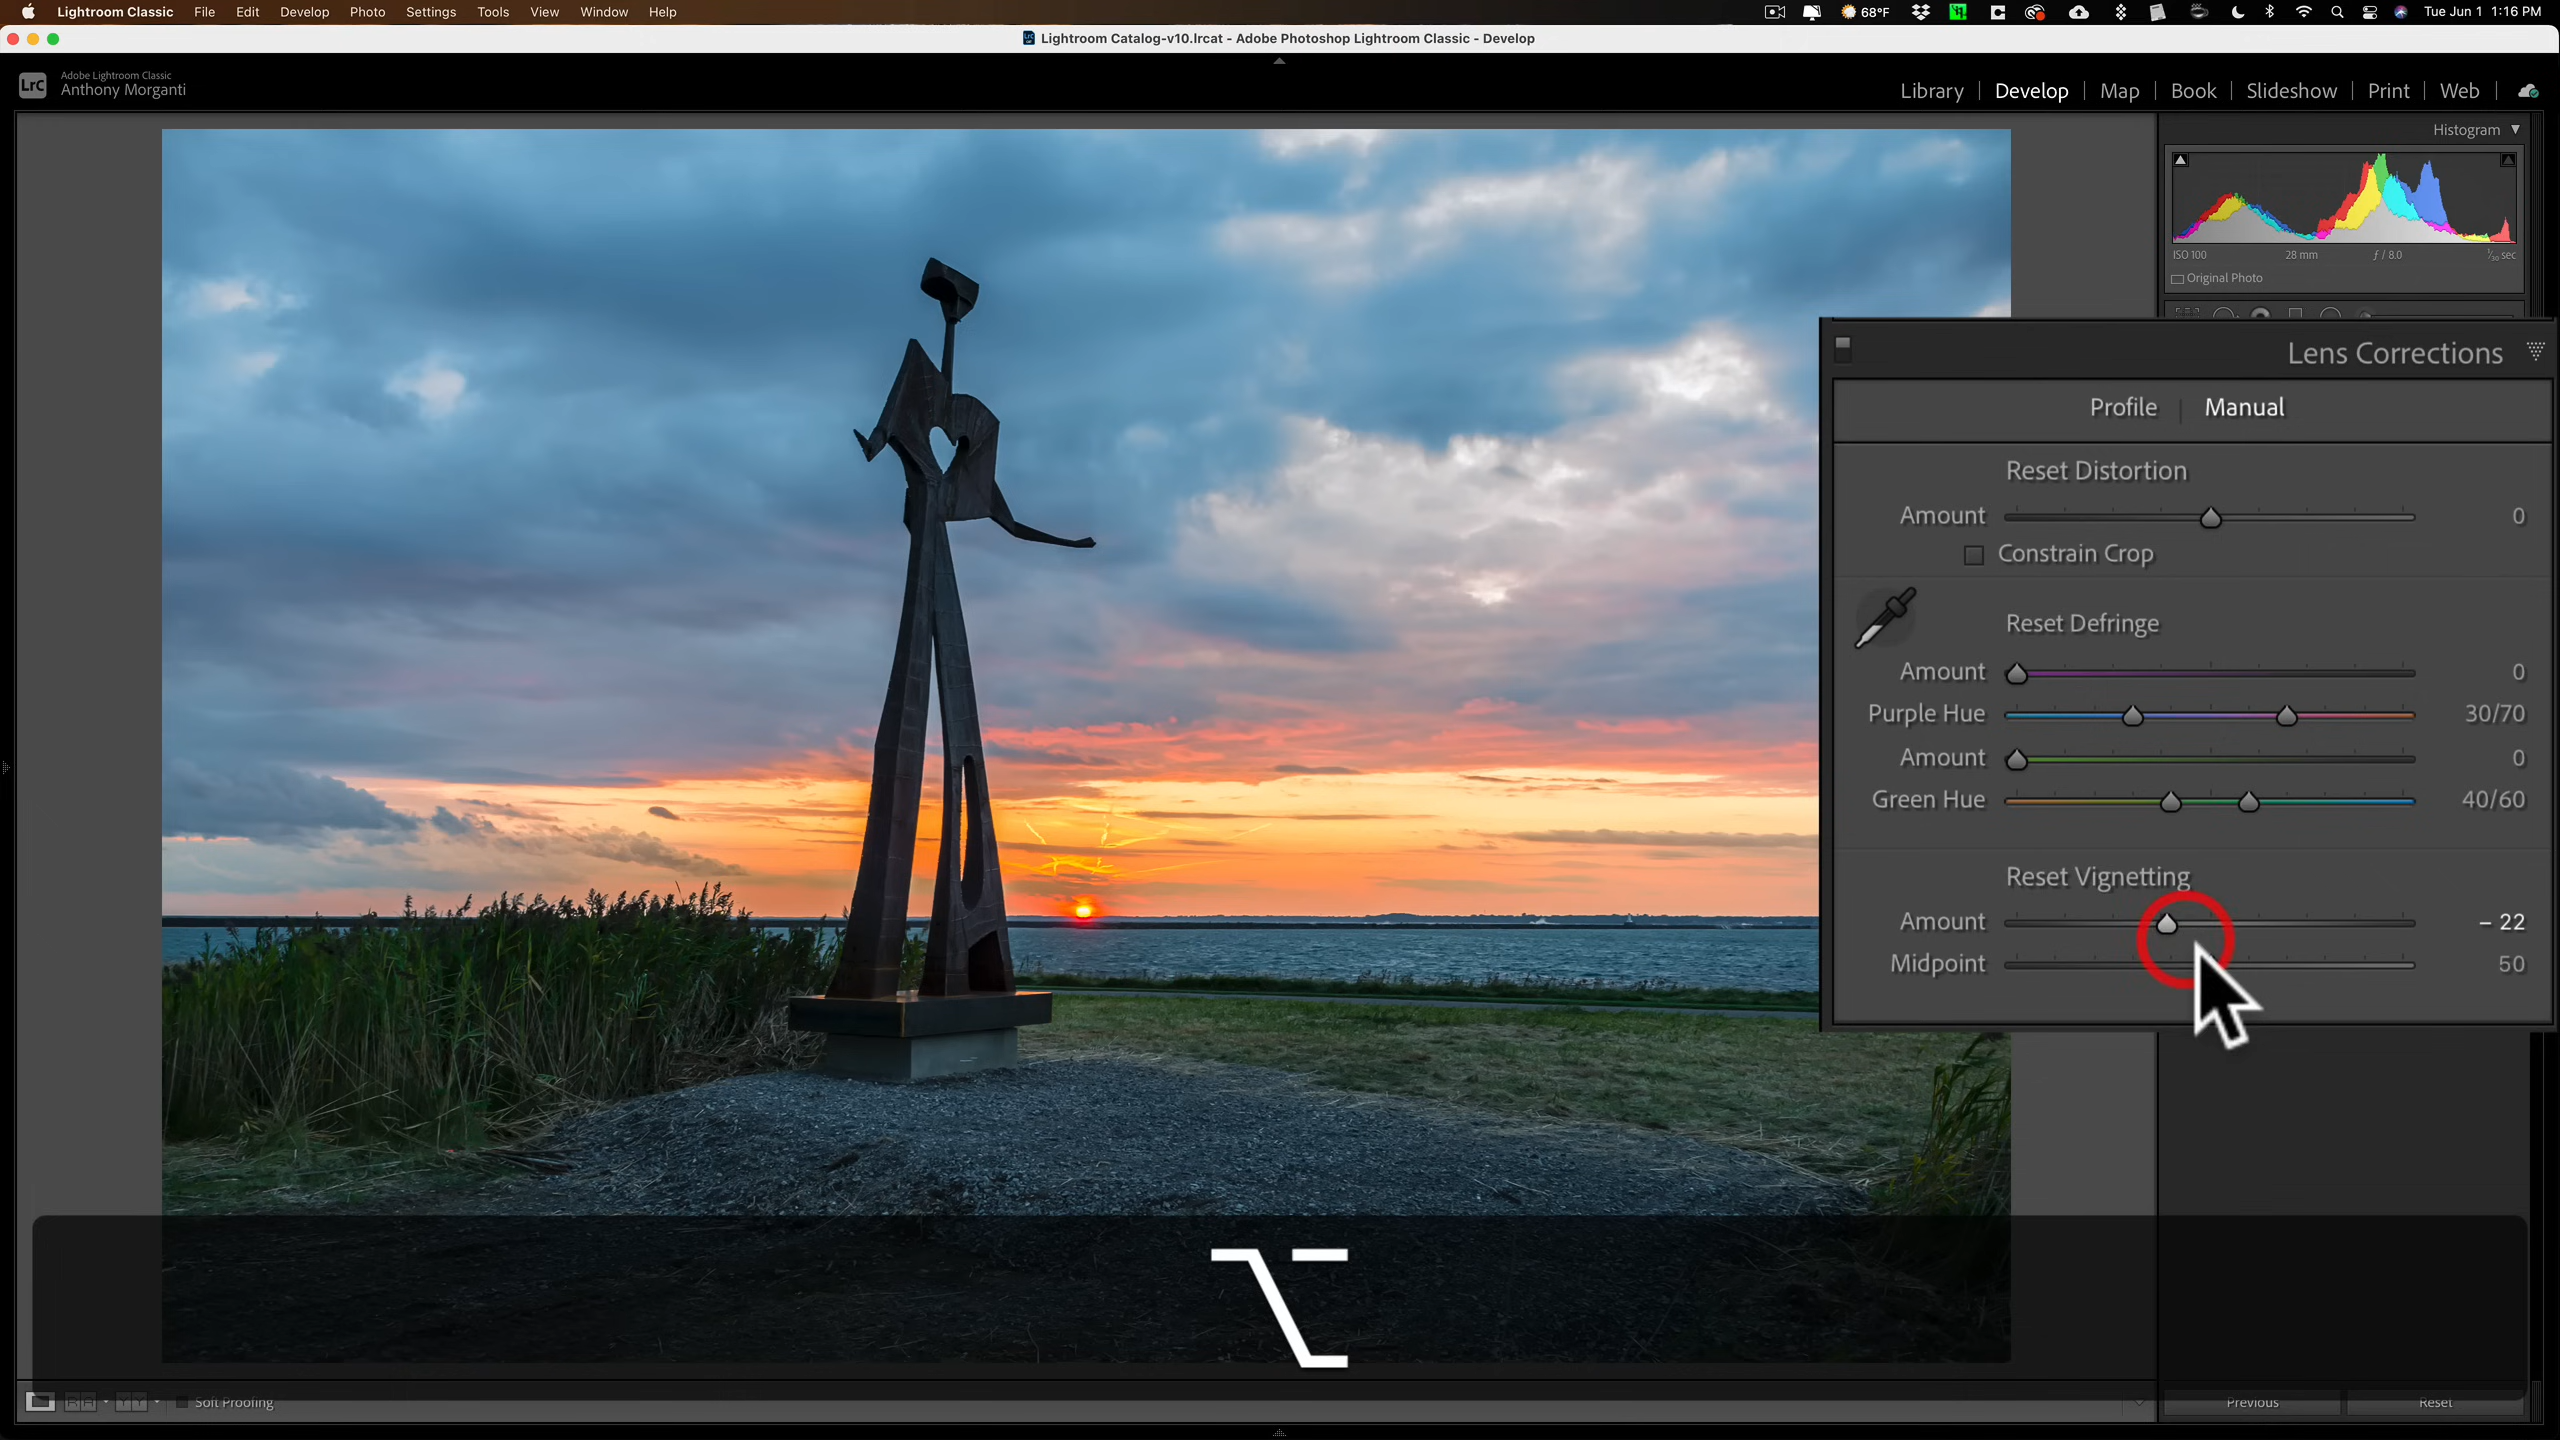 Lightroom Classic File Edit Develop Photo Settings Tools View Window Help 68°F Tue Jun 1 1:16 PM
Lightroom Catalog-v10.lrcat - Adobe Photoshop Lightroom Classic - Develop
LrC
Adobe Lightroom Classic
Anthony Morganti
Library | Develop | Map | Book | Slideshow | Print | Web
Histogram
ISO 100 28 mm ƒ / 8.0 1/30 sec
Original Photo
Lens Corrections
Profile | Manual
Reset Distortion
Amount 0
Constrain Crop
Reset Defringe
Amount 0
Purple Hue 30/70
Amount 0
Green Hue 40/60
Reset Vignetting
Amount – 22
Midpoint 50
⌥
Soft Proofing
Previous Reset